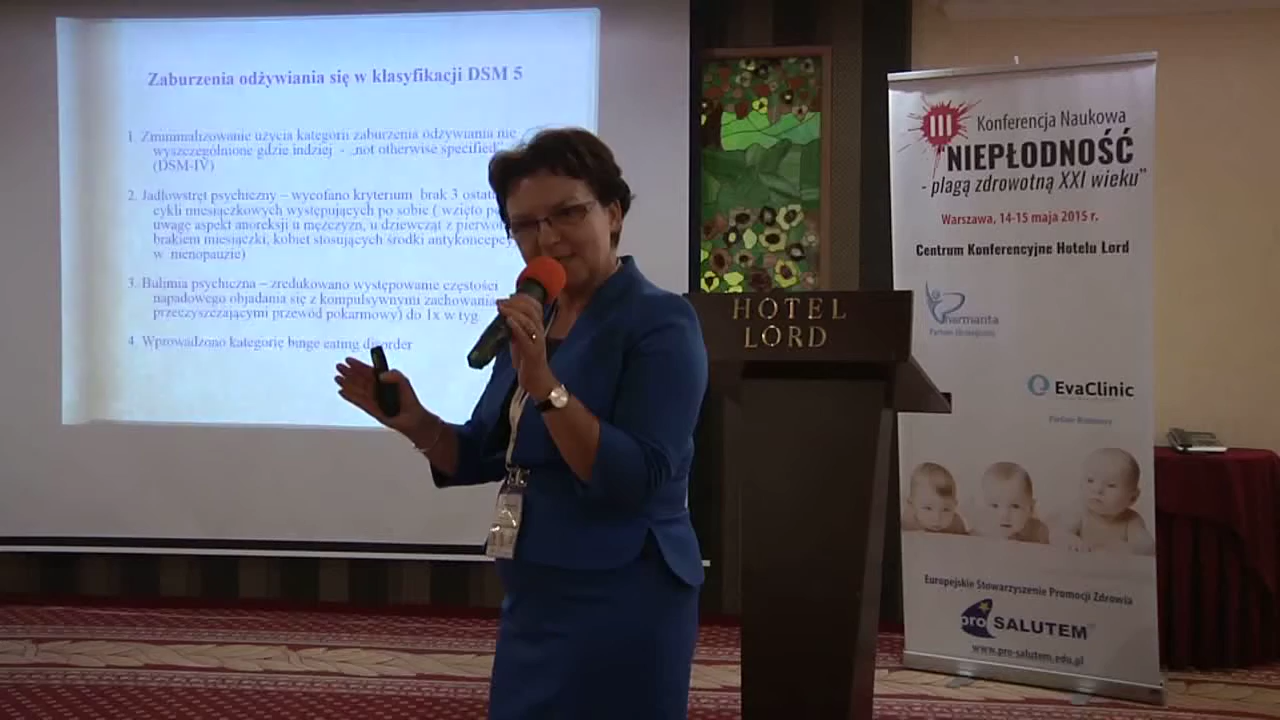 Zaburzenia odżywiania się w klasyfikacji DSM 5
1. Zminimalizowanie użycia kategorii zaburzenia odżywiania nie
wyszczególnione gdzie indziej - „not otherwise specified”
(DSM-IV)
2. Jadłowstręt psychiczny – wycofano kryterium brak 3
cykli miesiączkowych występujących po sobie ( wzięto
uwagę aspekt anoreksji u mężczyzn, u dziewcząt z
brakiem miesiączki, kobiet stosujących środki
w menopauzie)
3. Bulimia psychiczna – zredukowano występowanie częstości
napadowego objadania się z kompulsywnymi
przeczyszczającymi przewód pokarmowy) do 1x w tyg
4. Wprowadzono kategorię binge eating disorder
HOTEL
LORD
III Konferencja Naukowa
"NIEPŁODNOŚĆ
- plagą zdrowotną XXI wieku"
Warszawa, 14-15 maja 2015 r.
Centrum Konferencyjne Hotelu Lord
Pharmanta
EvaClinic
Europejskie Stowarzyszenie Promocji Zdrowia
pro SALUTEM
www.pro-salutem.edu.pl